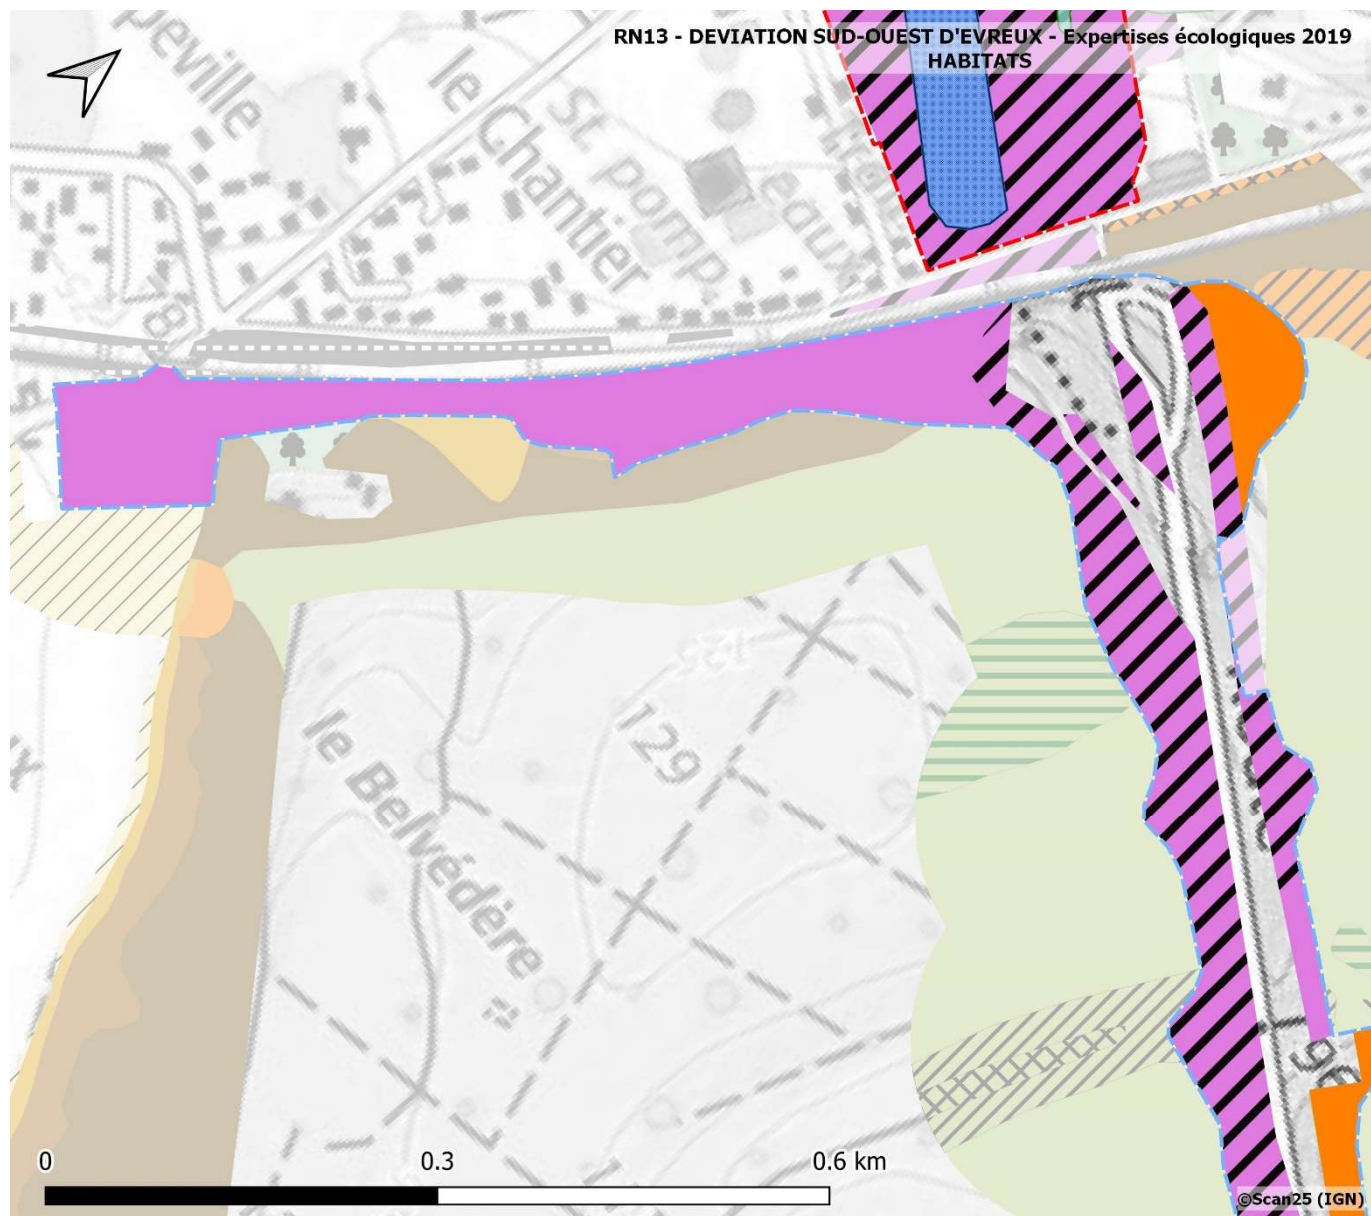 RN13 - DEVIATION SUD-OUEST D'EVREUX - Expertises écologiques 2019
HABITATS
le Chantier
St
129
le Belvédère
96
0 0.3 0.6 km
©Scan25 (IGN)